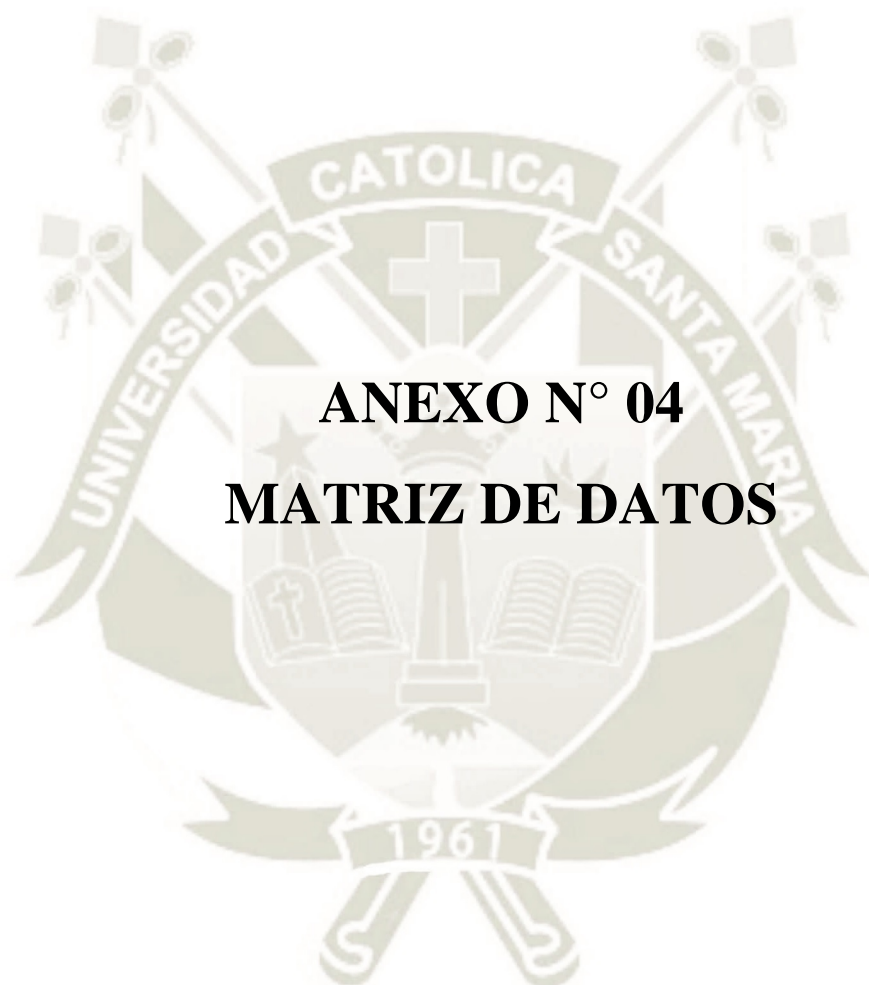 CATOLICA
UNIVERSIDAD
SANTA MARIA
ANEXO N° 04
MATRIZ DE DATOS
1961